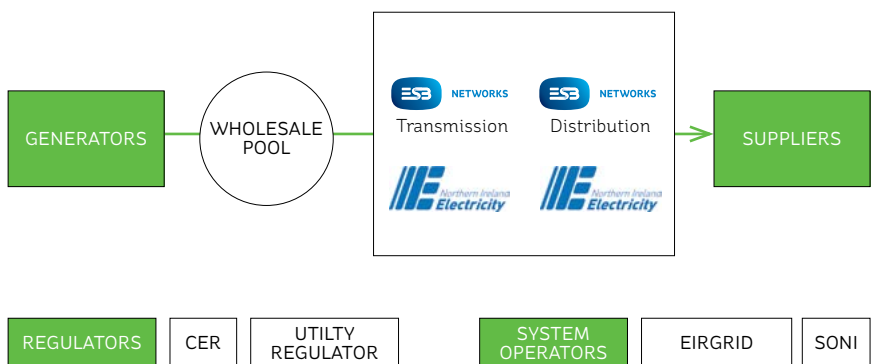 GENERATORS
WHOLESALE
POOL
ESB NETWORKS
ESB NETWORKS
Transmission
Distribution
Northern Ireland
Electricity
Northern Ireland
Electricity
SUPPLIERS
REGULATORS
CER
UTILTY
REGULATOR
SYSTEM
OPERATORS
EIRGRID
SONI